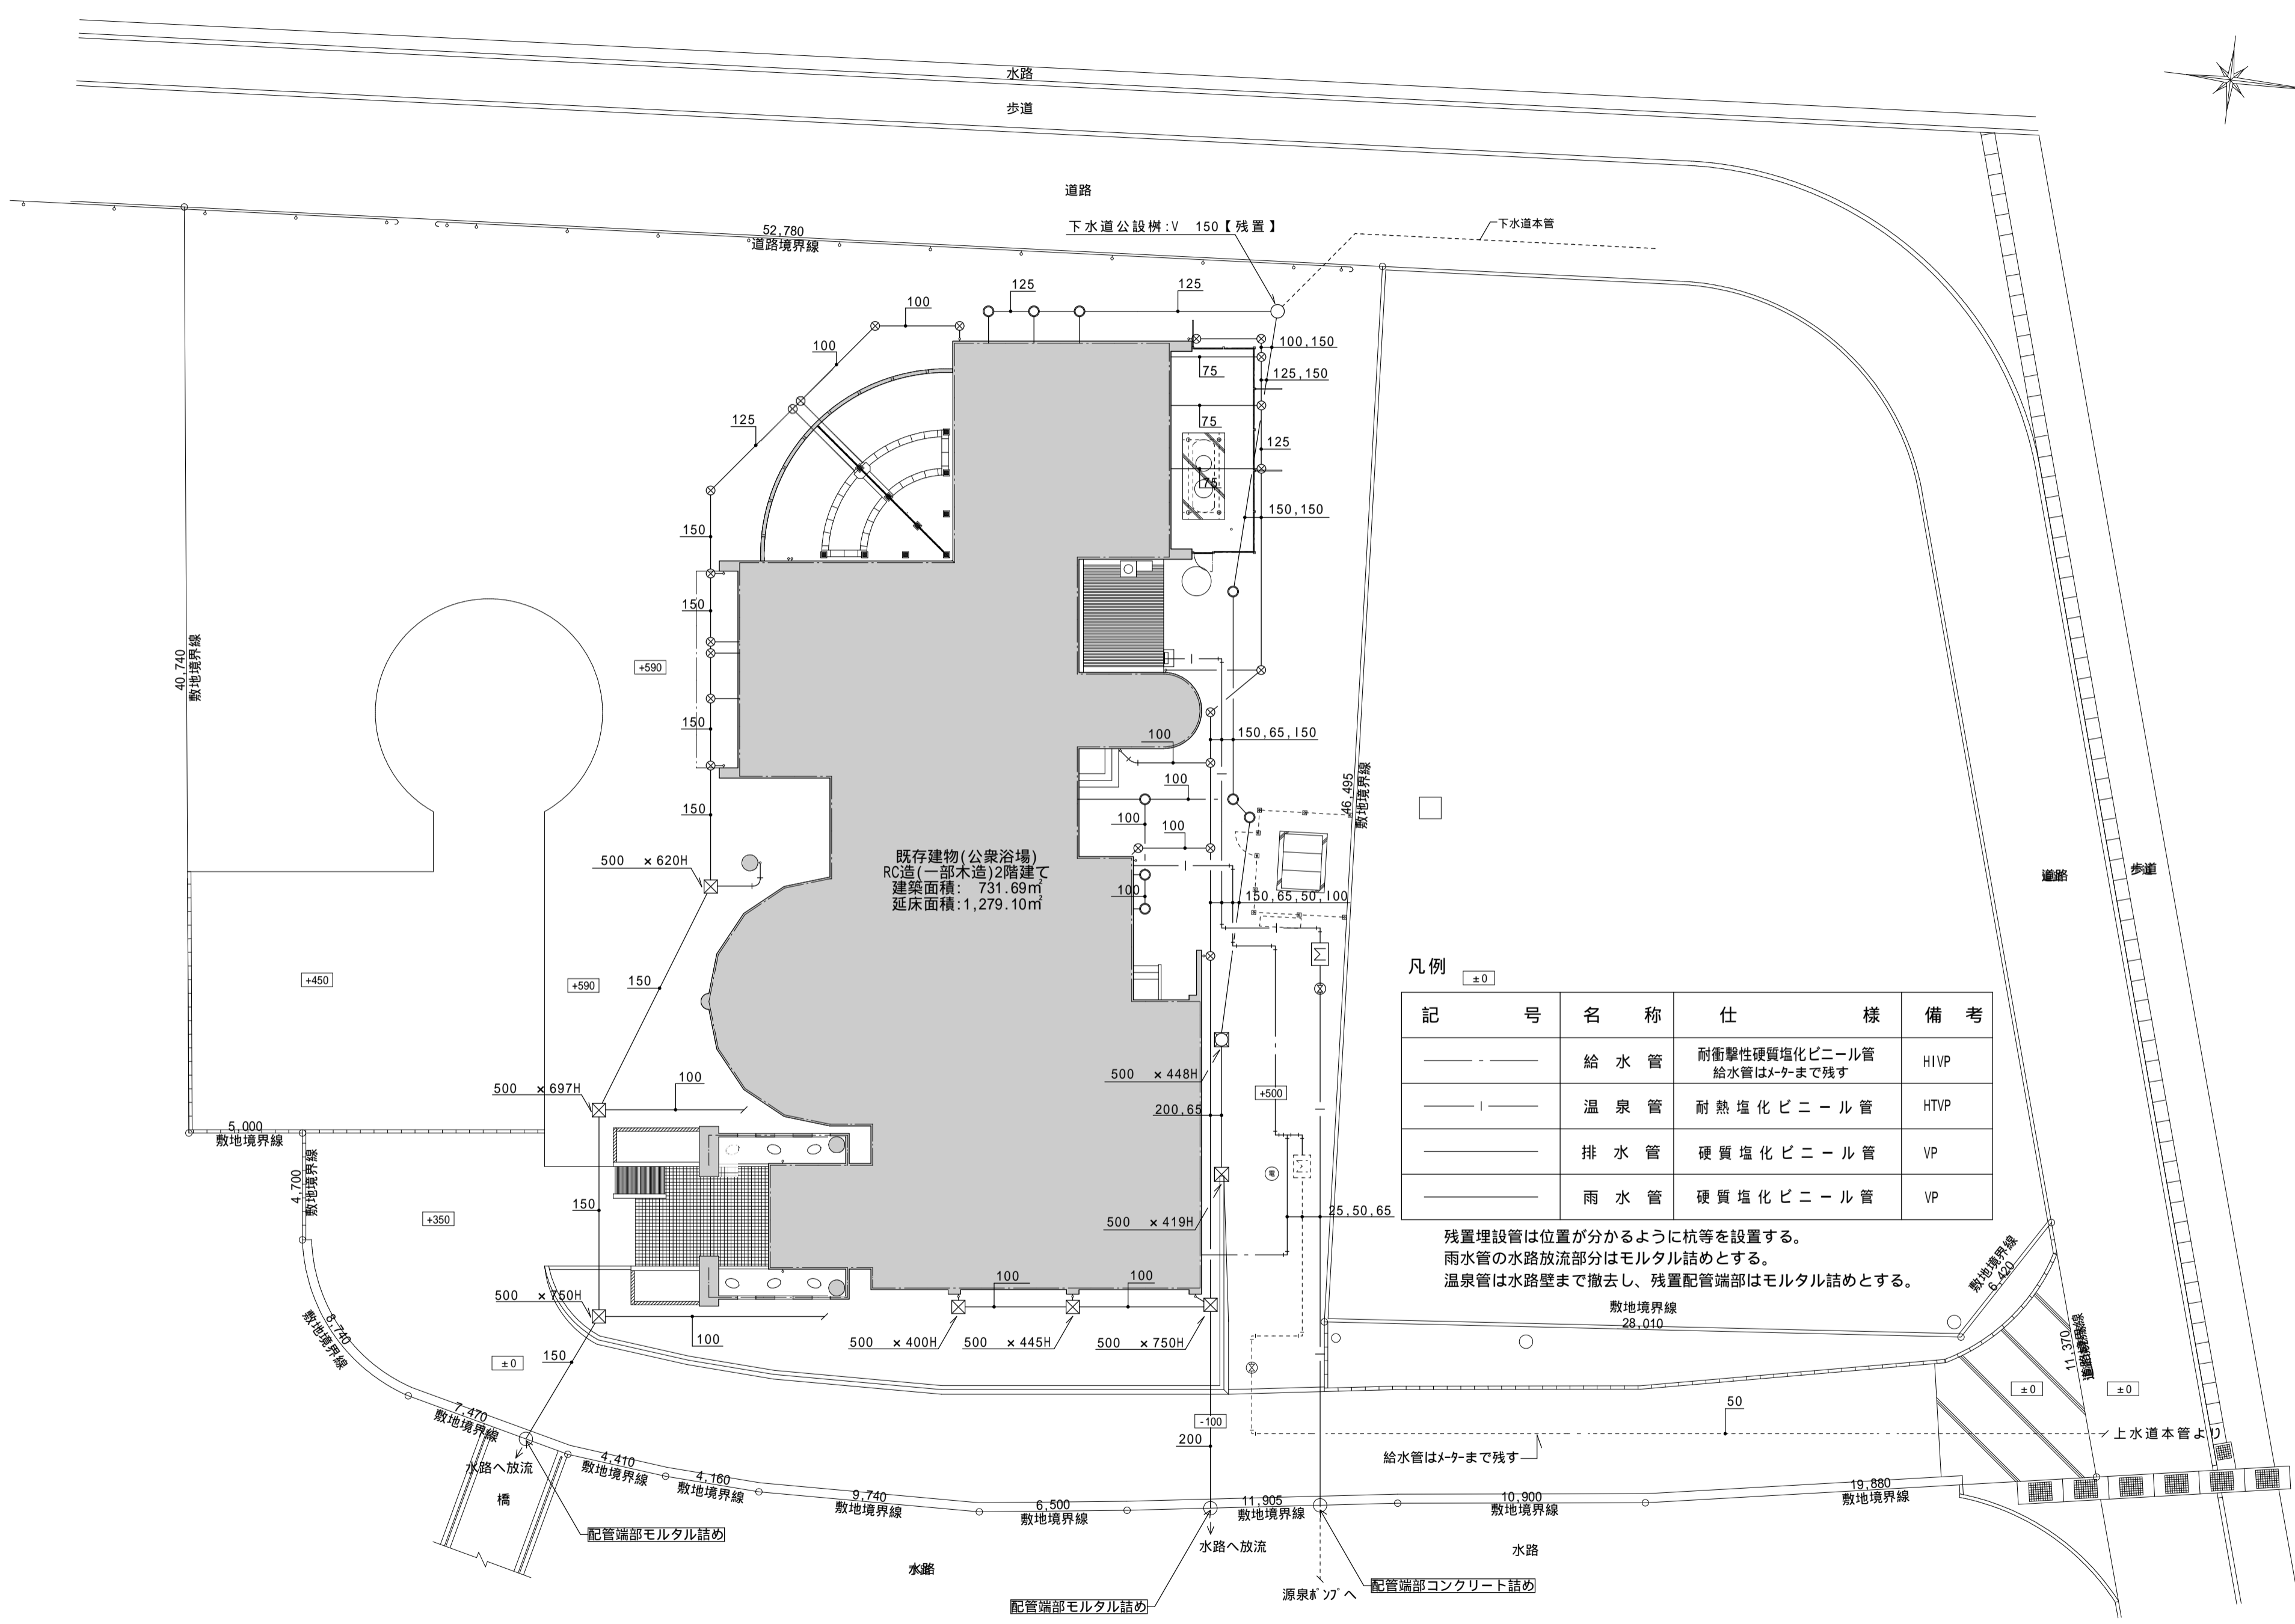 水路
歩道
道路
52,780
道路境界線
下水道公設桝:V 150【残置】
下水道本管
125
125
100
100
125
100,150
75
125,150
75
125
75
150,150
150
150
150
150
40,740
敷地境界線
+590
150,65,150
100
100
100
100
100
46,495
敷地境界線
150,65,50,100
500 ×620H
既存建物(公衆浴場)
RC造(一部木造)2階建て
建築面積: 731.69㎡
延床面積:1,279.10㎡
道路
歩道
+450
+590
150
500 ×697H
100
500 ×448H
+500
200,65
5,000
敷地境界線
4,700
敷地境界線
+350
150
500 ×419H
25,50,65
凡例
±0
記号 名称 仕様 備考
給水管 耐衝撃性硬質塩化ビニール管 HIVP
給水管はメーターまで残す
温泉管 耐熱塩化ビニール管 HTVP
排水管 硬質塩化ビニール管 VP
雨水管 硬質塩化ビニール管 VP
残置埋設管は位置が分かるように杭等を設置する。
雨水管の水路放流部分はモルタル詰めとする。
温泉管は水路壁まで撤去し、残置配管端部はモルタル詰めとする。
敷地境界線
6,420
敷地境界線
28,010
11,370
500 ×750H
100
100
100
500 ×400H
500 ×445H
500 ×750H
8,740
敷地境界線
±0
150
±0
±0
-100
200
50
上水道本管より
給水管はメーターまで残す
7,470
敷地境界線
水路へ放流
橋
4,410
敷地境界線
4,160
敷地境界線
9,740
敷地境界線
6,500
敷地境界線
11,905
敷地境界線
10,900
敷地境界線
19,880
敷地境界線
配管端部モルタル詰め
水路へ放流
水路
水路
配管端部モルタル詰め
源泉ポンプへ
配管端部コンクリート詰め